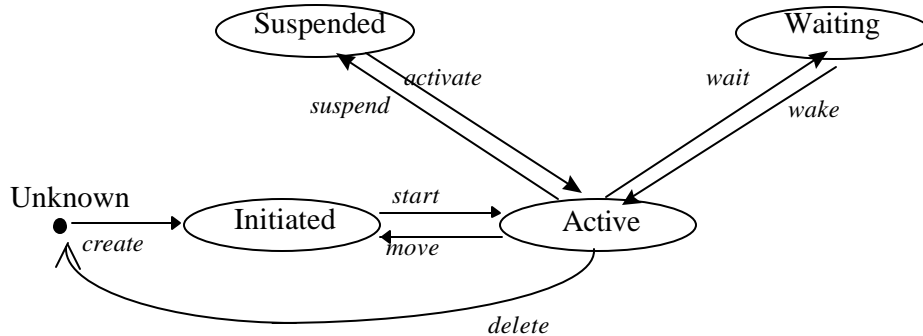 Suspended
Waiting
activate
suspend
wait
wake
Unknown
create
Initiated
start
move
Active
delete